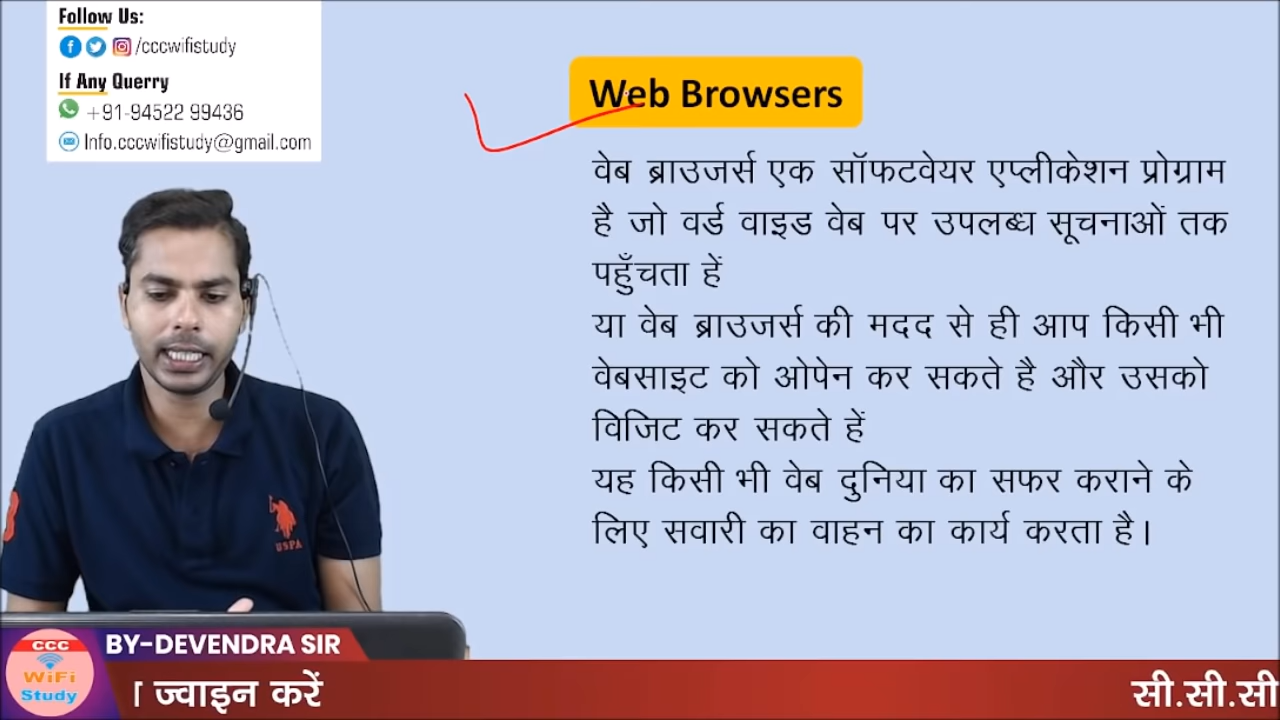 Follow Us:
/cccwifistudy
If Any Querry
+91-94522 99436
Info.cccwifistudy@gmail.com
Web Browsers
वेब ब्राउजर्स एक सॉफटवेयर एप्लीकेशन प्रोग्राम
है जो वर्ड वाइड वेब पर उपलब्ध सूचनाओं तक
पहुँचता हें
या वेब ब्राउजर्स की मदद से ही आप किसी भी
वेबसाइट को ओपेन कर सकते है और उसको
विजिट कर सकते हें
यह किसी भी वेब दुनिया का सफर कराने के
लिए सवारी का वाहन का कार्य करता है।
USPA
CCC
WiFi
Study
BY-DEVENDRA SIR
ज्वाइन करें
सी.सी.सी